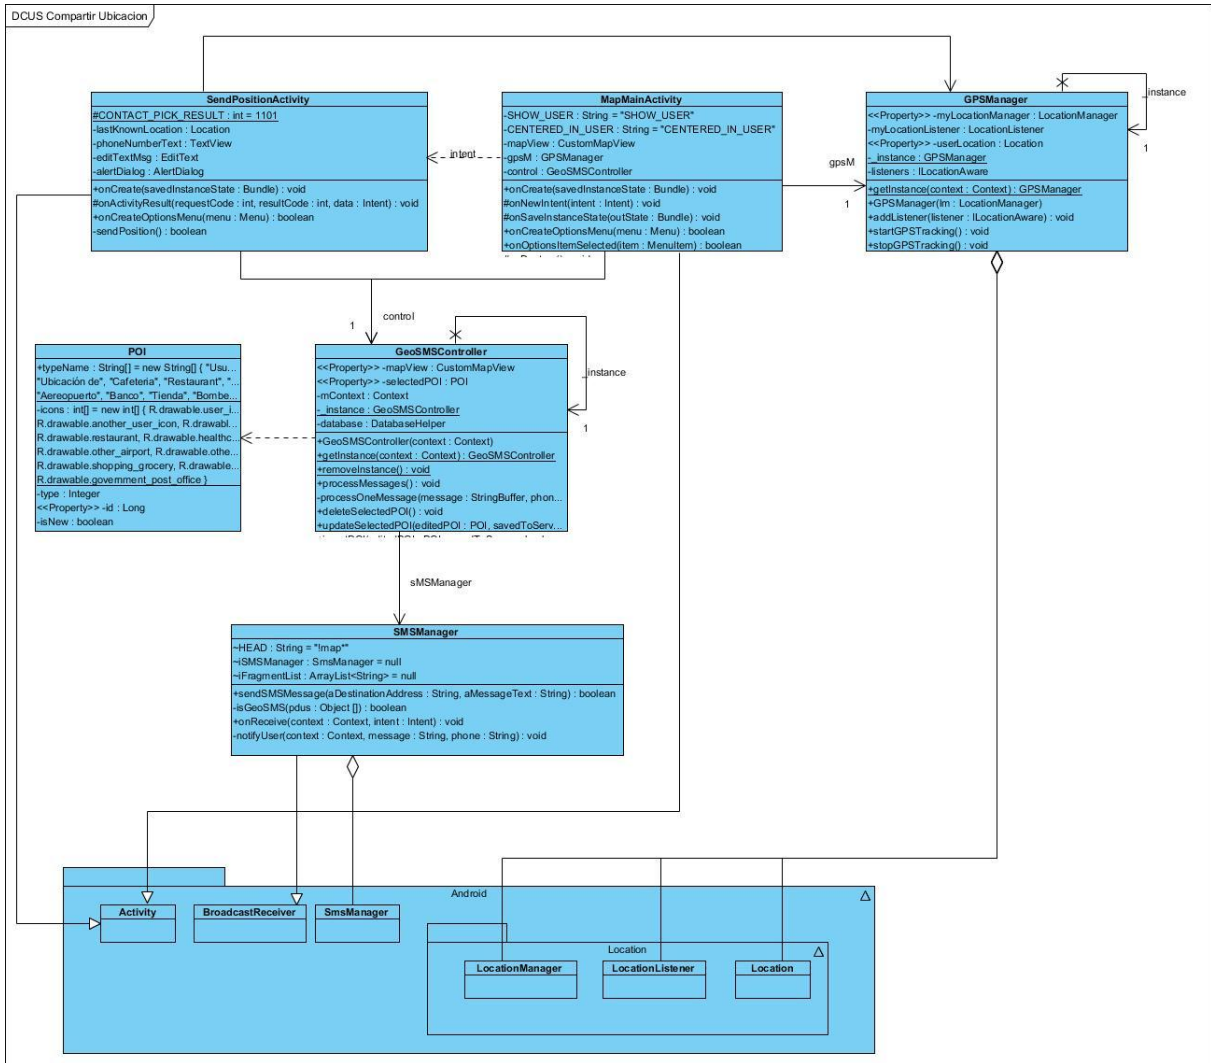 DCUS Compartir Ubicacion
SendPositionActivity
#CONTACT_PICK_RESULT : int = 1101
-lastKnownLocation : Location
-phoneNumberText : TextView
-editTextMsg : EditText
-alertDialog : AlertDialog
+onCreate(savedInstanceState : Bundle) : void
#onActivityResult(requestCode : int, resultCode : int, data : Intent) : void
+onCreateOptionsMenu(menu : Menu) : boolean
-sendPosition() : boolean
intent
MapMainActivity
-SHOW_USER : String = "SHOW_USER"
-CENTERED_IN_USER : String = "CENTERED_IN_USER"
-mapView : CustomMapView
-gpsM : GPSManager
-control : GeoSMSController
+onCreate(savedInstanceState : Bundle) : void
#onNewIntent(intent : Intent) : void
#onSaveInstanceState(outState : Bundle) : void
+onCreateOptionsMenu(menu : Menu) : boolean
+onOptionsItemSelected(item : MenuItem) : boolean
gpsM
1
GPSManager
<<Property>> -myLocationManager : LocationManager
-myLocationListener : LocationListener
<<Property>> -userLocation : Location
-_instance : GPSManager
-listeners : ILocationAware
+getInstance(context : Context) : GPSManager
+GPSManager(lm : LocationManager)
+addListener(listener : ILocationAware) : void
+startGPSTracking() : void
+stopGPSTracking() : void
_instance
1
control
1
POI
+typeName : String[] = new String[] { "Usu...
"Ubicación de", "Cafeteria", "Restaurant", "...
"Aereopuerto", "Banco", "Tienda", "Bombe...
-icons : int[] = new int[] { R.drawable.user_i...
R.drawable.another_user_icon, R.drawabl...
R.drawable.restaurant, R.drawable.healthc...
R.drawable.other_airport, R.drawable.othe...
R.drawable.shopping_grocery, R.drawable...
R.drawable.government_post_office }
-type : Integer
<<Property>> -id : Long
-isNew : boolean
GeoSMSController
<<Property>> -mapView : CustomMapView
<<Property>> -selectedPOI : POI
-mContext : Context
-_instance : GeoSMSController
-database : DatabaseHelper
+GeoSMSController(context : Context)
+getInstance(context : Context) : GeoSMSController
+removeInstance() : void
+processMessages() : void
-processOneMessage(message : StringBuffer, phon...
+deleteSelectedPOI() : void
+updateSelectedPOI(editedPOI : POI, savedToServ...
_instance
1
sMSManager
SMSManager
~HEAD : String = "!map*"
~iSMSManager : SmsManager = null
~iFragmentList : ArrayList<String> = null
+sendSMSMessage(aDestinationAddress : String, aMessageText : String) : boolean
-isGeoSMS(pdus : Object []) : boolean
+onReceive(context : Context, intent : Intent) : void
-notifyUser(context : Context, message : String, phone : String) : void
Android
Activity
BroadcastReceiver
SmsManager
Location
LocationManager
LocationListener
Location